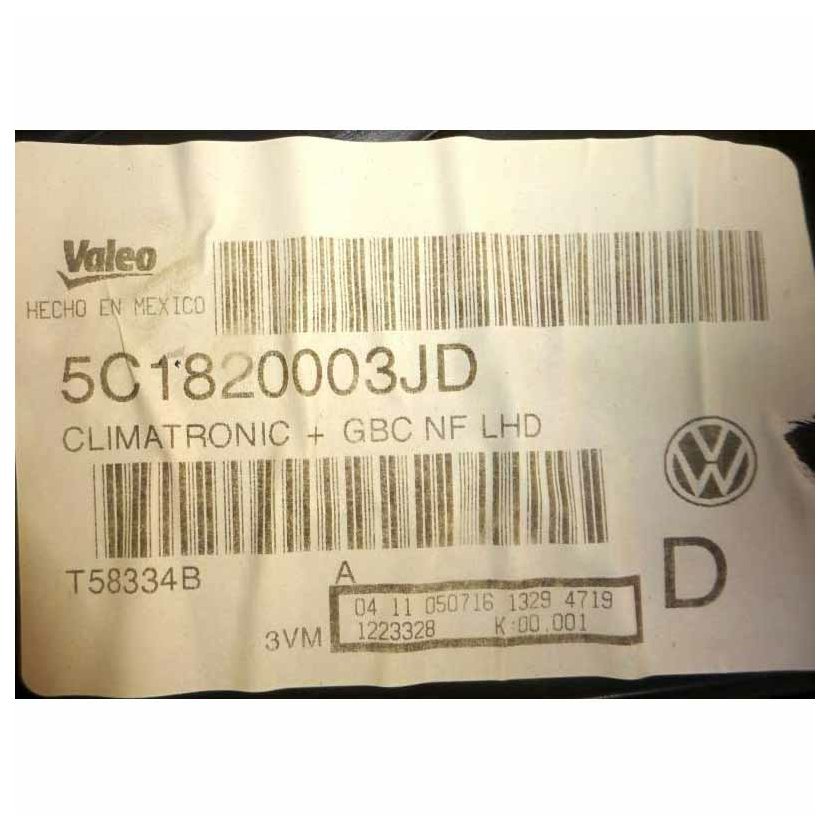 Valeo
HECHO EN MEXICO
5C1820003JD
CLIMATRONIC + GBC NF LHD
T58334B
A
D
04 11 050716 1329 4719
3VM
1223328 K:00.001